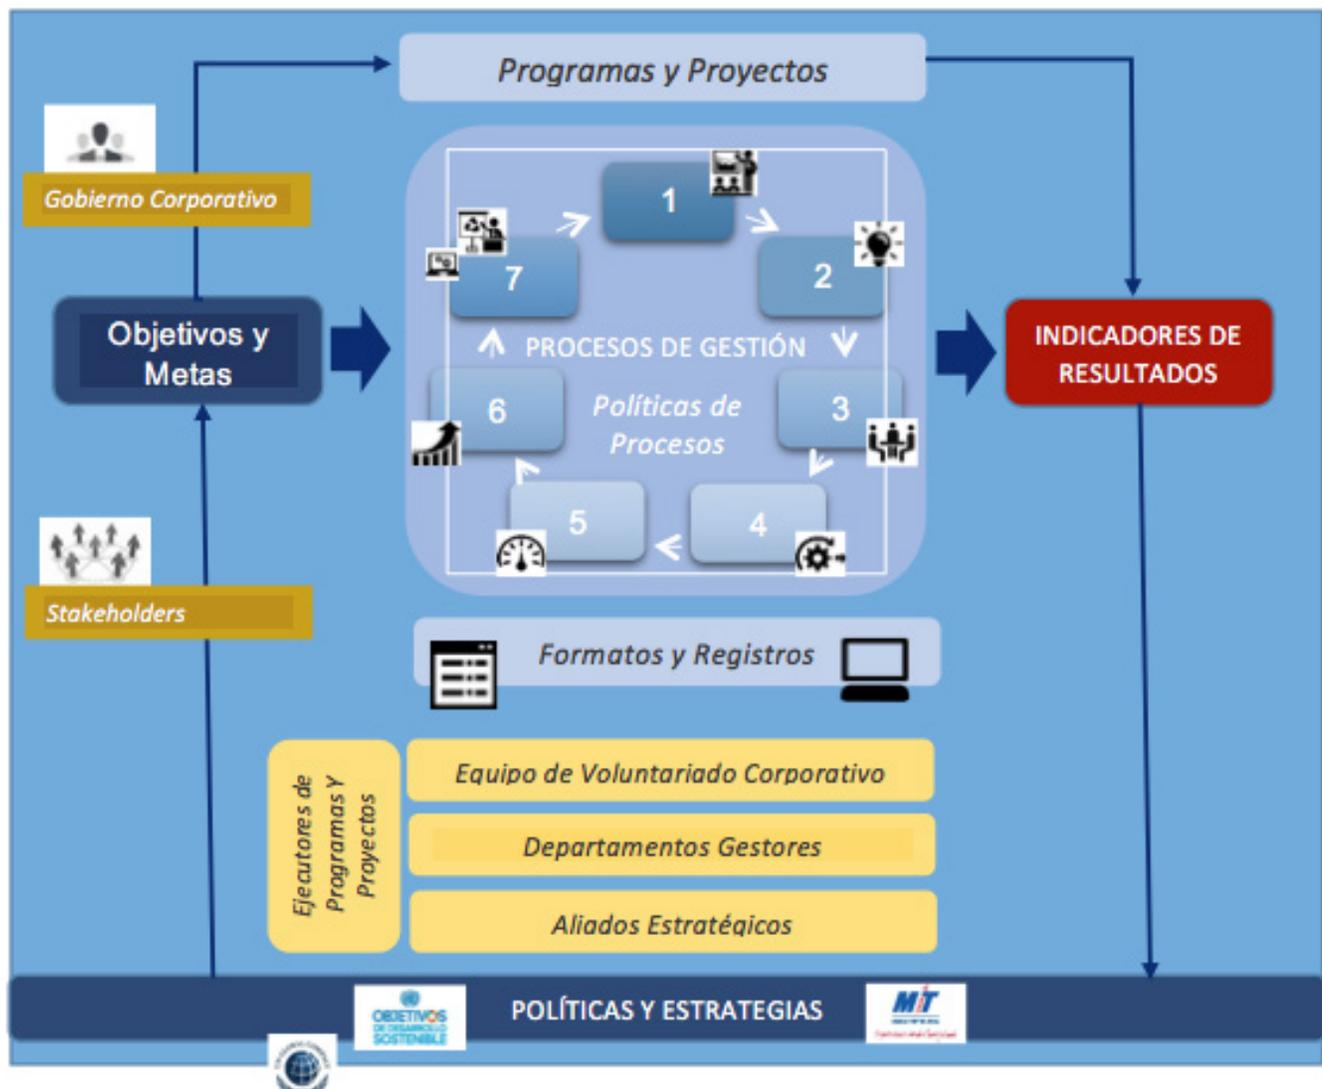 Programas y Proyectos
Gobierno Corporativo
Objetivos y
Metas
1
2
3
4
5
6
7
PROCESOS DE GESTIÓN
Políticas de
Procesos
INDICADORES DE
RESULTADOS
Stakeholders
Formatos y Registros
Ejecutores de
Programas Y
Proyectos
Equipo de Voluntariado Corporativo
Departamentos Gestores
Aliados Estratégicos
POLÍTICAS Y ESTRATEGIAS
OBJETIVOS
DE DESARROLLO
SOSTENIBLE
MiT